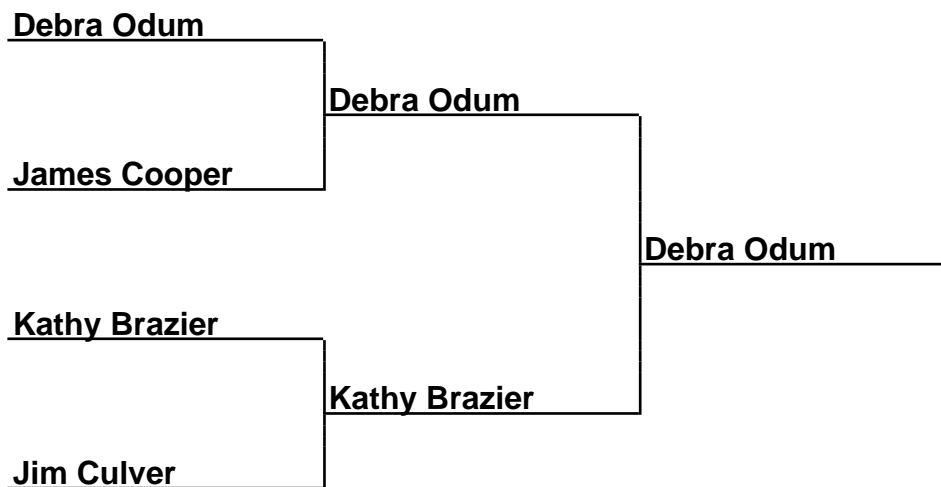 Debra Odum
Debra Odum
James Cooper
Debra Odum
Kathy Brazier
Kathy Brazier
Jim Culver